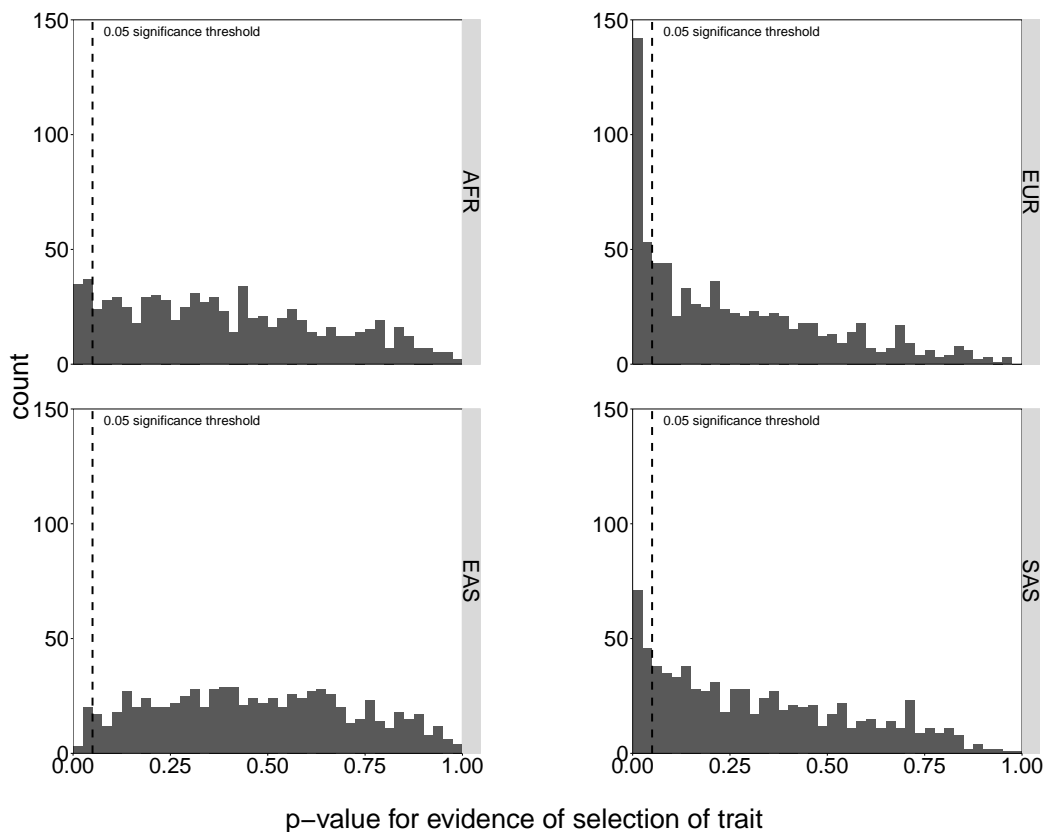 150
0.05 significance threshold
100
50
0
AFR
150
0.05 significance threshold
100
50
0
EUR
count
150
0.05 significance threshold
100
50
0
EAS
0.00 0.25 0.50 0.75 1.00
150
0.05 significance threshold
100
50
0
SAS
0.00 0.25 0.50 0.75 1.00
p−value for evidence of selection of trait